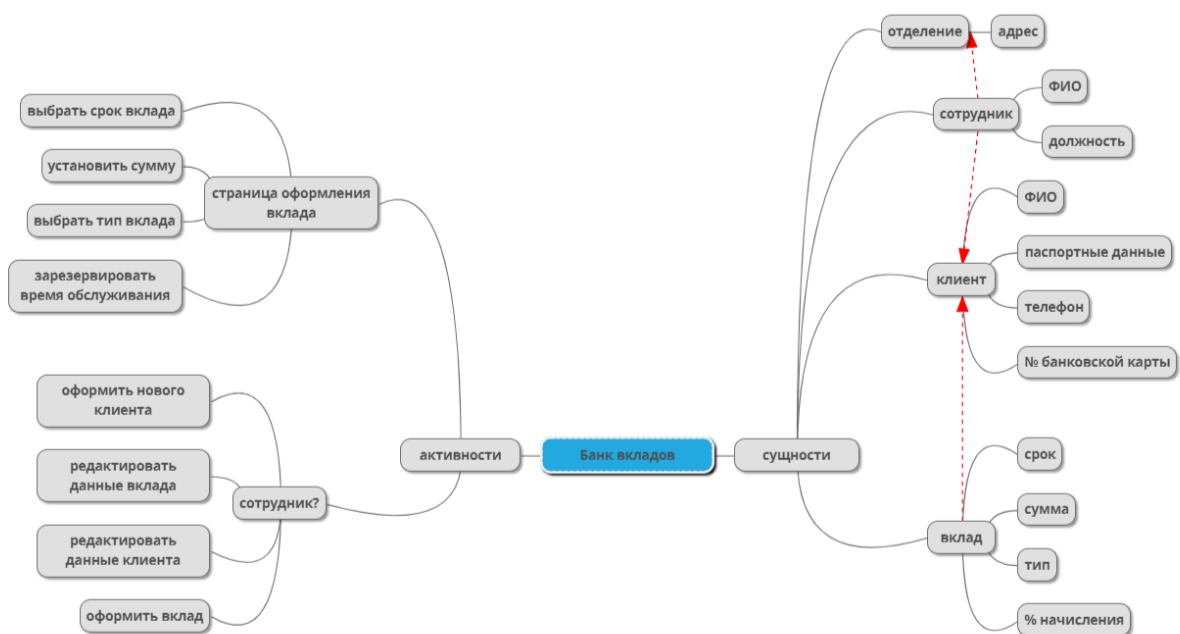 выбрать срок вклада
установить сумму
выбрать тип вклада
зарезервировать
время обслуживания
страница оформления
вклада
оформить нового
клиента
редактировать
данные вклада
редактировать
данные клиента
оформить вклад
сотрудник?
активности
Банк вкладов
сущности
отделение
адрес
сотрудник
ФИО
должность
клиент
ФИО
паспортные данные
телефон
№ банковской карты
вклад
срок
сумма
тип
% начисления